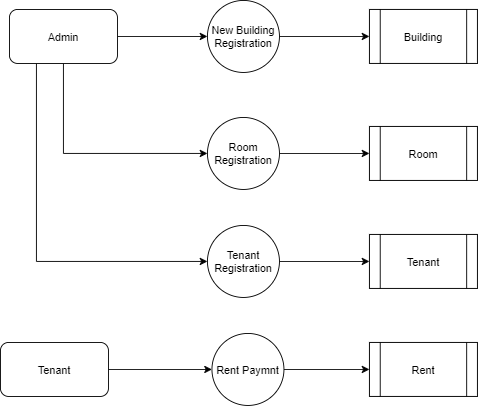 Admin
New Building
Registration
Building
Room
Registration
Room
Tenant
Registration
Tenant
Tenant
Rent Paymnt
Rent